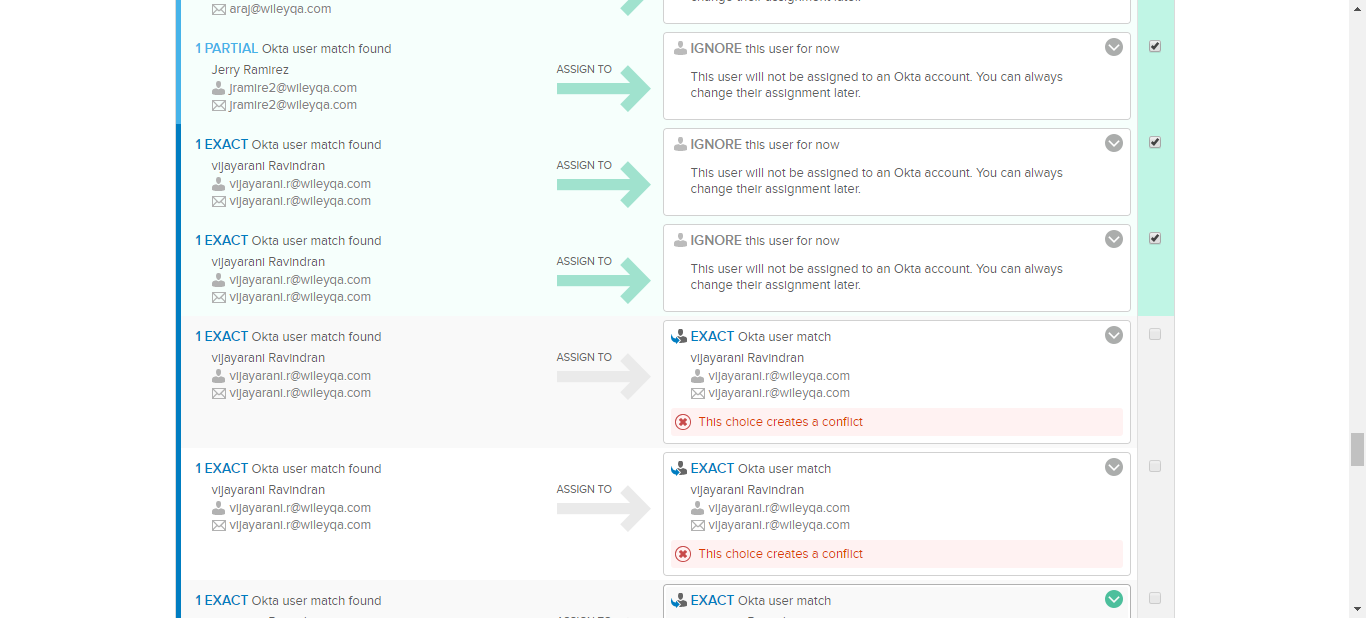 araj@wileyqa.com
change their assignment later.
1 PARTIAL Okta user match found
Jerry Ramirez
jramire2@wileyqa.com
jramire2@wileyqa.com
ASSIGN TO
IGNORE this user for now
This user will not be assigned to an Okta account. You can always
change their assignment later.
1 EXACT Okta user match found
vijayarani Ravindran
vijayarani.r@wileyqa.com
vijayarani.r@wileyqa.com
ASSIGN TO
IGNORE this user for now
This user will not be assigned to an Okta account. You can always
change their assignment later.
1 EXACT Okta user match found
vijayarani Ravindran
vijayarani.r@wileyqa.com
vijayarani.r@wileyqa.com
ASSIGN TO
IGNORE this user for now
This user will not be assigned to an Okta account. You can always
change their assignment later.
1 EXACT Okta user match found
vijayarani Ravindran
vijayarani.r@wileyqa.com
vijayarani.r@wileyqa.com
ASSIGN TO
EXACT Okta user match
vijayarani Ravindran
vijayarani.r@wileyqa.com
vijayarani.r@wileyqa.com
This choice creates a conflict
1 EXACT Okta user match found
vijayarani Ravindran
vijayarani.r@wileyqa.com
vijayarani.r@wileyqa.com
ASSIGN TO
EXACT Okta user match
vijayarani Ravindran
vijayarani.r@wileyqa.com
vijayarani.r@wileyqa.com
This choice creates a conflict
1 EXACT Okta user match found
EXACT Okta user match